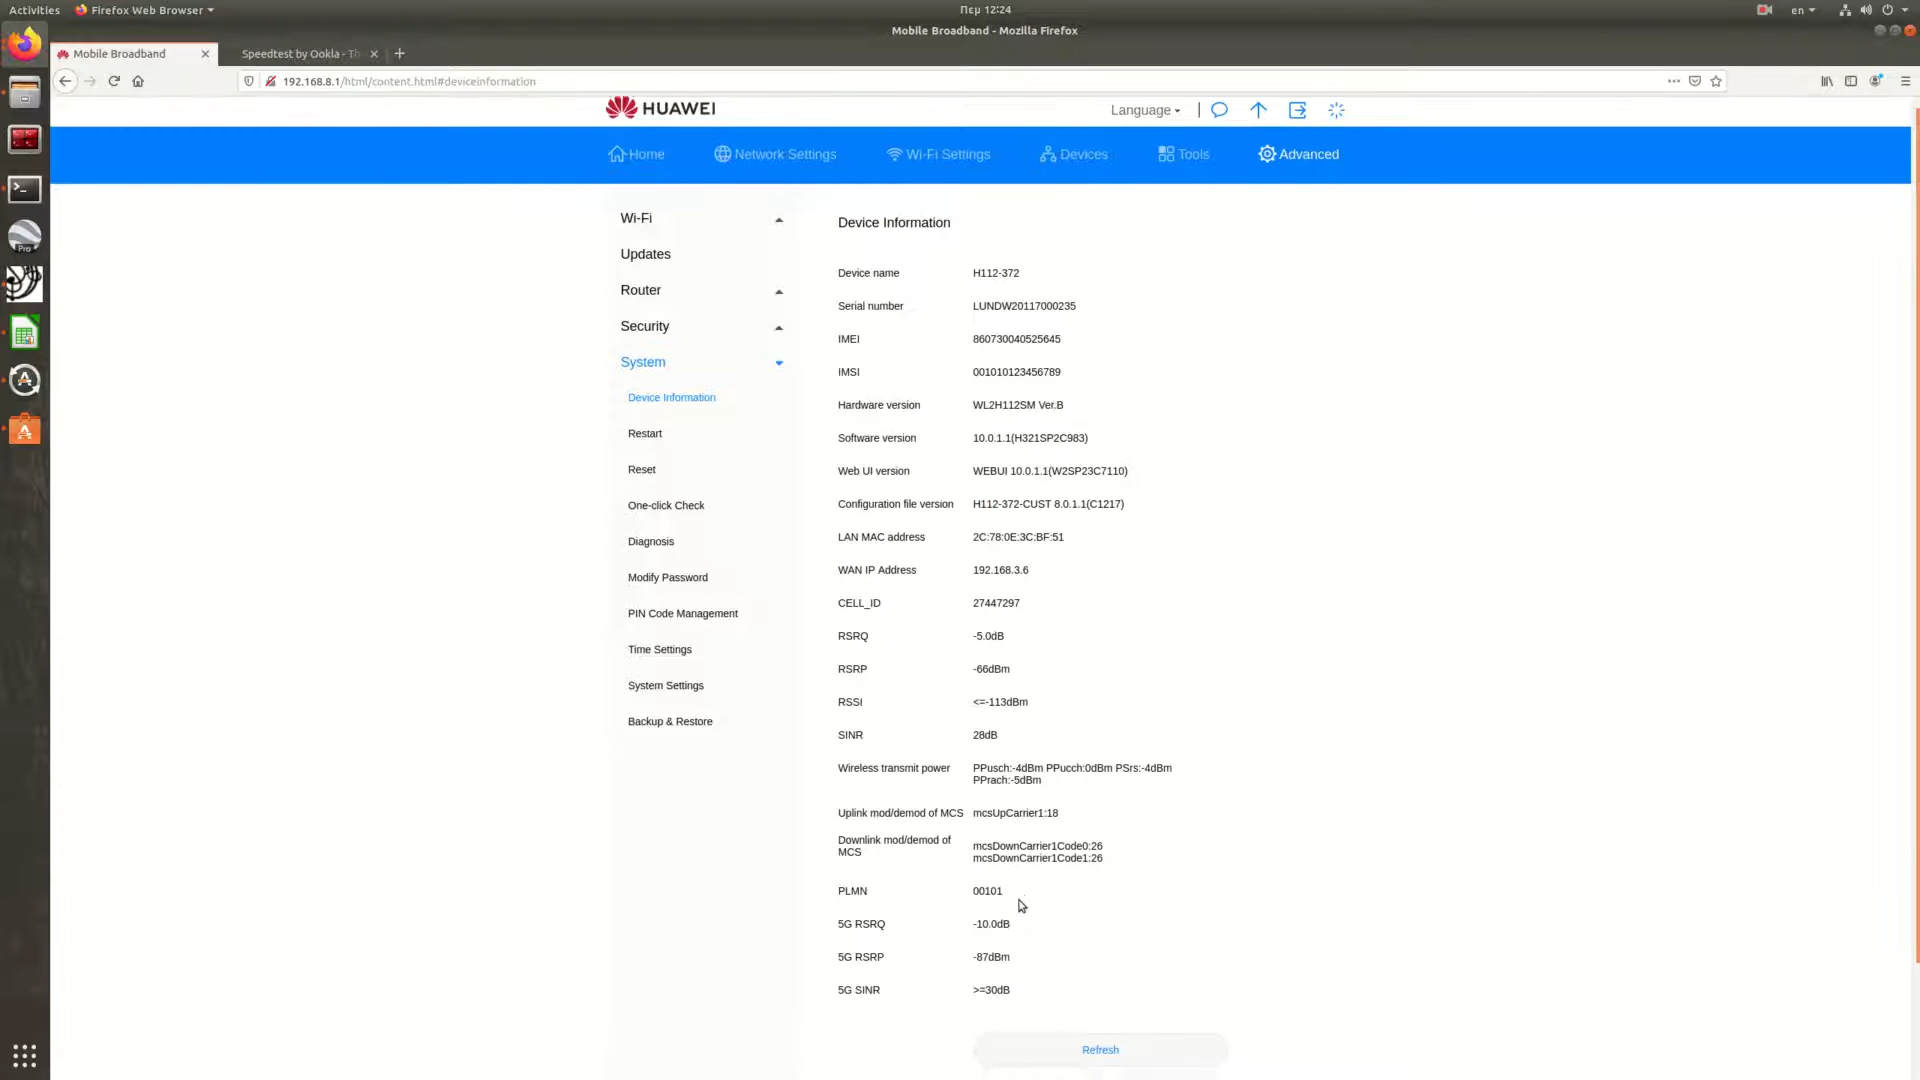 Activities Firefox Web Browser Πεμ 12:24 en
Mobile Broadband - Mozilla Firefox
Mobile Broadband Speedtest by Ookla - Th
192.168.8.1/html/content.html#deviceinformation
HUAWEI Language
Home Network Settings Wi-Fi Settings Devices Tools Advanced
Wi-Fi
Updates
Router
Security
System
Device Information
Restart
Reset
One-click Check
Diagnosis
Modify Password
PIN Code Management
Time Settings
System Settings
Backup & Restore
Device Information
Device name H112-372
Serial number LUNDW20117000235
IMEI 860730040525645
IMSI 001010123456789
Hardware version WL2H112SM Ver.B
Software version 10.0.1.1(H321SP2C983)
Web UI version WEBUI 10.0.1.1(W2SP23C7110)
Configuration file version H112-372-CUST 8.0.1.1(C1217)
LAN MAC address 2C:78:0E:3C:BF:51
WAN IP Address 192.168.3.6
CELL_ID 27447297
RSRQ -5.0dB
RSRP -66dBm
RSSI <=-113dBm
SINR 28dB
Wireless transmit power PPusch:-4dBm PPucch:0dBm PSrs:-4dBm
PPrach:-5dBm
Uplink mod/demod of MCS mcsUpCarrier1:18
Downlink mod/demod of MCS mcsDownCarrier1Code0:26
mcsDownCarrier1Code1:26
PLMN 00101
5G RSRQ -10.0dB
5G RSRP -87dBm
5G SINR >=30dB
Refresh
Pro